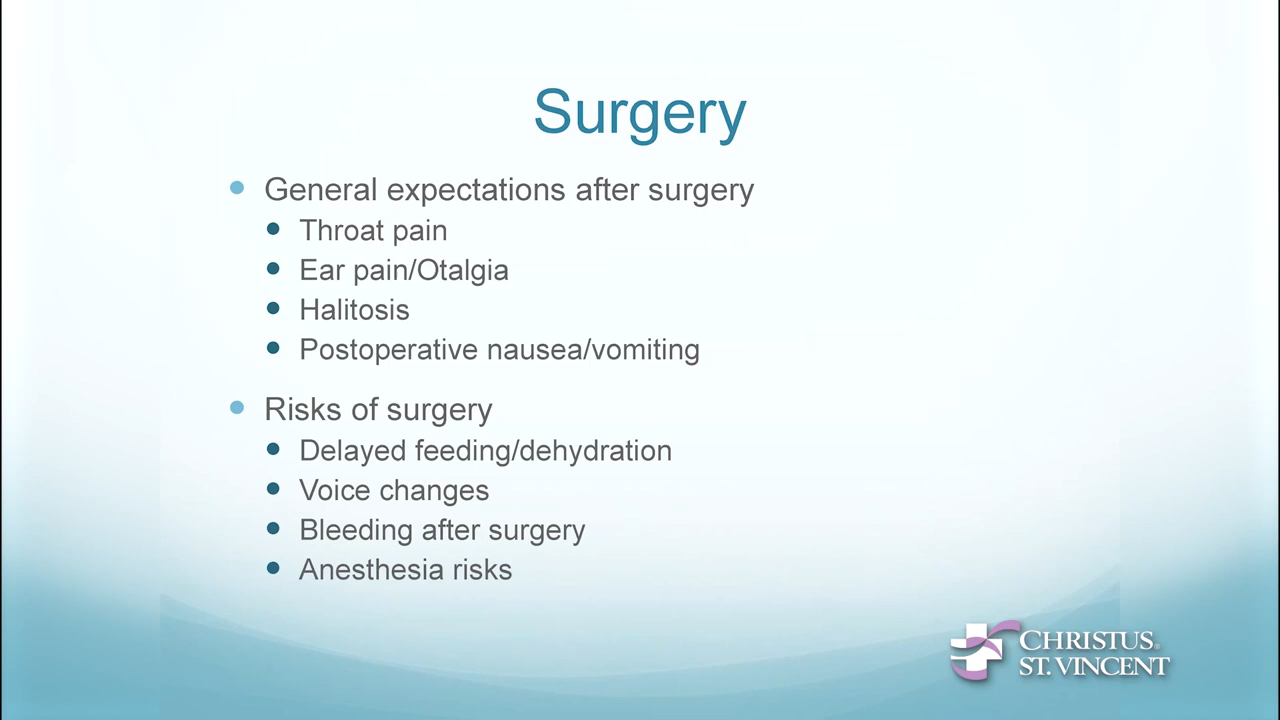 Surgery
General expectations after surgery
Throat pain
Ear pain/Otalgia
Halitosis
Postoperative nausea/vomiting
Risks of surgery
Delayed feeding/dehydration
Voice changes
Bleeding after surgery
Anesthesia risks
CHRISTUS®
ST. VINCENT